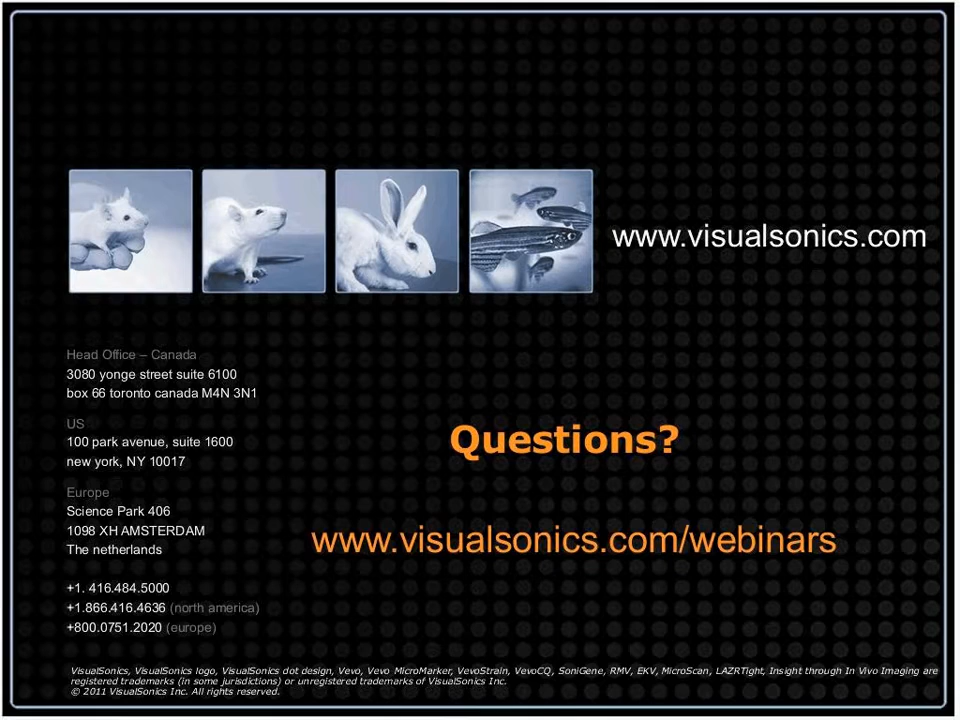 www.visualsonics.com
Head Office – Canada
3080 yonge street suite 6100
box 66 toronto canada M4N 3N1
US
100 park avenue, suite 1600
new york, NY 10017
Europe
Science Park 406
1098 XH AMSTERDAM
The netherlands
+1. 416.484.5000
+1.866.416.4636 (north america)
+800.0751.2020 (europe)
Questions?
www.visualsonics.com/webinars
VisualSonics, VisualSonics logo, VisualSonics dot design, Vevo, Vevo MicroMarker, VevoStrain, VevoCQ, SoniGene, RMV, EKV, MicroScan, LAZRTight, Insight through In Vivo Imaging are
registered trademarks (in some jurisdictions) or unregistered trademarks of VisualSonics Inc.
© 2011 VisualSonics Inc. All rights reserved.